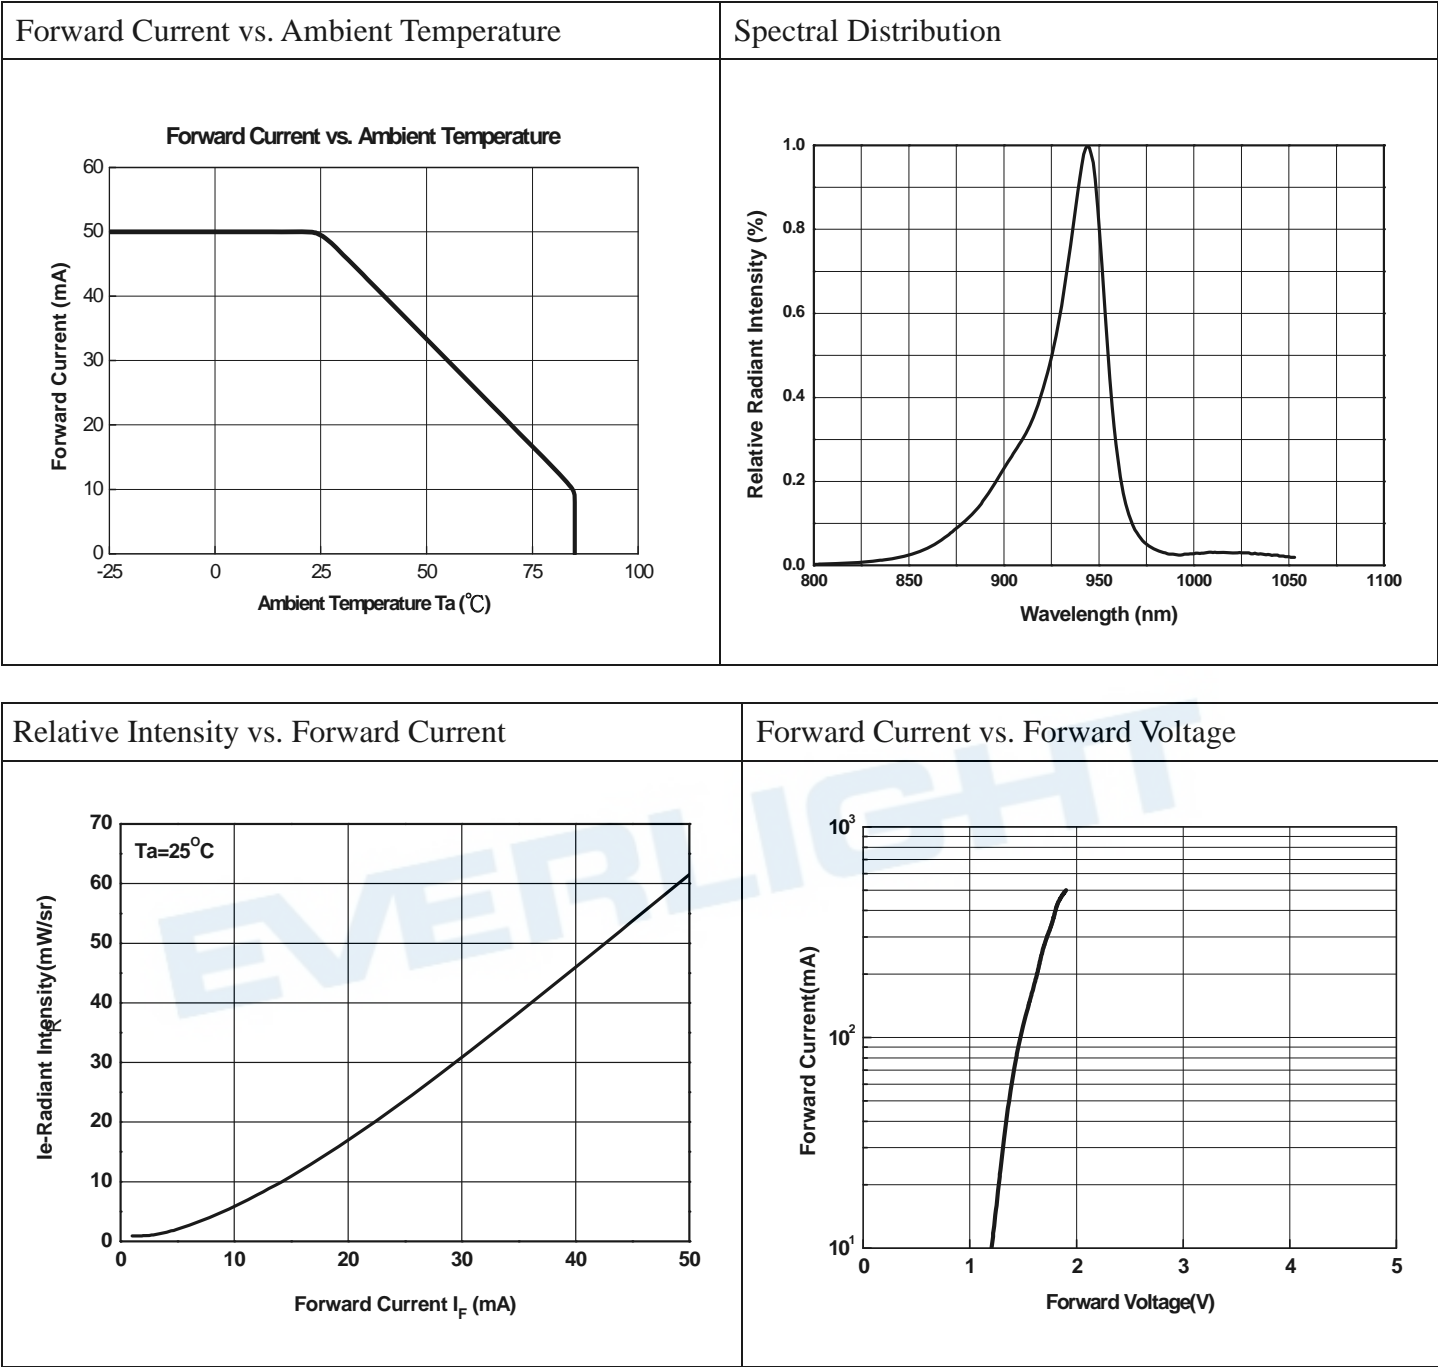 Forward Current vs. Ambient Temperature
Spectral Distribution
Forward Current vs. Ambient Temperature
60
50
40
30
20
10
0
-25 0 25 50 75 100
Forward Current (mA)
Ambient Temperature Ta (℃)
1.0
0.8
0.6
0.4
0.2
0.0
800 850 900 950 1000 1050 1100
Relative Radiant Intensity (%)
Wavelength (nm)
Relative Intensity vs. Forward Current
Forward Current vs. Forward Voltage
EVERLIGHT
70
60
50
40
30
20
10
0
Ta=25°C
0 10 20 30 40 50
Ie-Radiant Intensity(mW/sr)
R
Forward Current I_F (mA)
10³
10²
10¹
0 1 2 3 4 5
Forward Current(mA)
Forward Voltage(V)